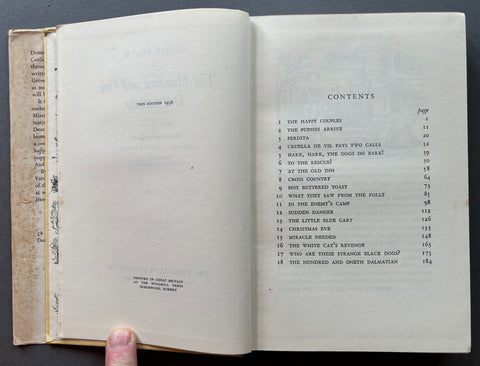 THIS EDITION 1958
PRINTED IN GREAT BRITAIN
AT THE WINDMILL PRESS
KINGSWOOD, SURREY
CONTENTS
page
1 THE HAPPY COUPLES 1
2 THE PUPPIES ARRIVE 11
3 PERDITA 20
4 CRUELLA DE VIL PAYS TWO CALLS 32
5 HARK, HARK, THE DOGS DO BARK! 39
6 TO THE RESCUE! 50
7 AT THE OLD INN 58
8 CROSS COUNTRY 64
9 HOT BUTTERED TOAST 73
10 WHAT THEY SAW FROM THE FOLLY 85
11 IN THE ENEMY'S CAMP 98
12 SUDDEN DANGER 112
13 THE LITTLE BLUE CART 126
14 CHRISTMAS EVE 133
15 MIRACLE NEEDED 148
16 THE WHITE CAT'S REVENGE 165
17 WHO ARE THESE STRANGE BLACK DOGS? 173
18 THE HUNDRED AND ONETH DALMATIAN 184